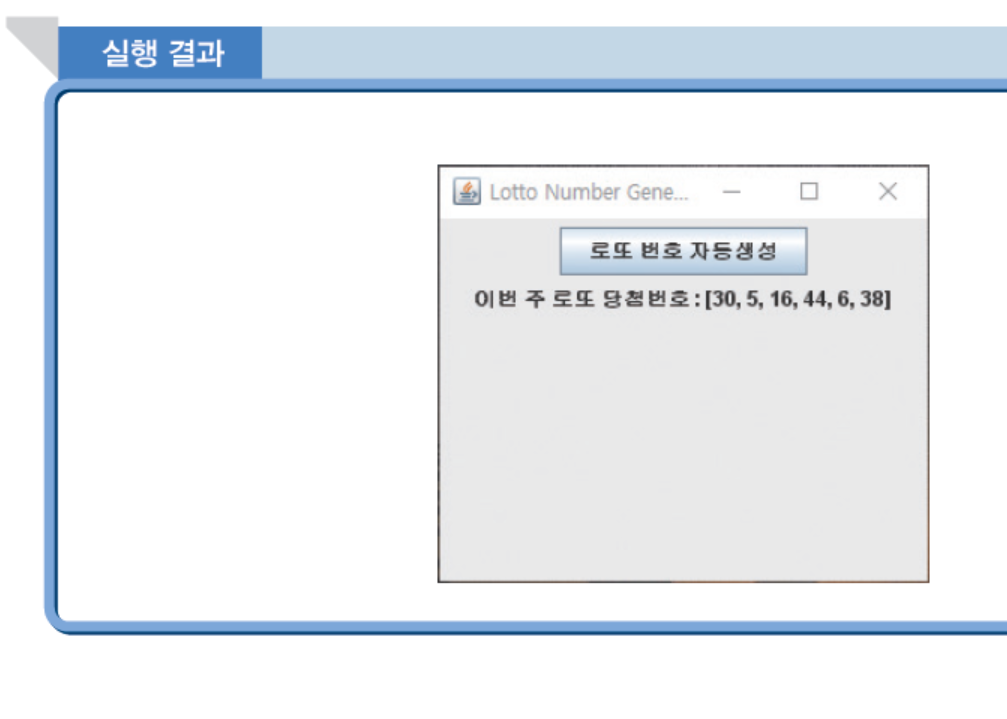 실행 결과
Lotto Number Gene...
로또 번호 자동생성
이번 주 로또 당첨번호:[30, 5, 16, 44, 6, 38]